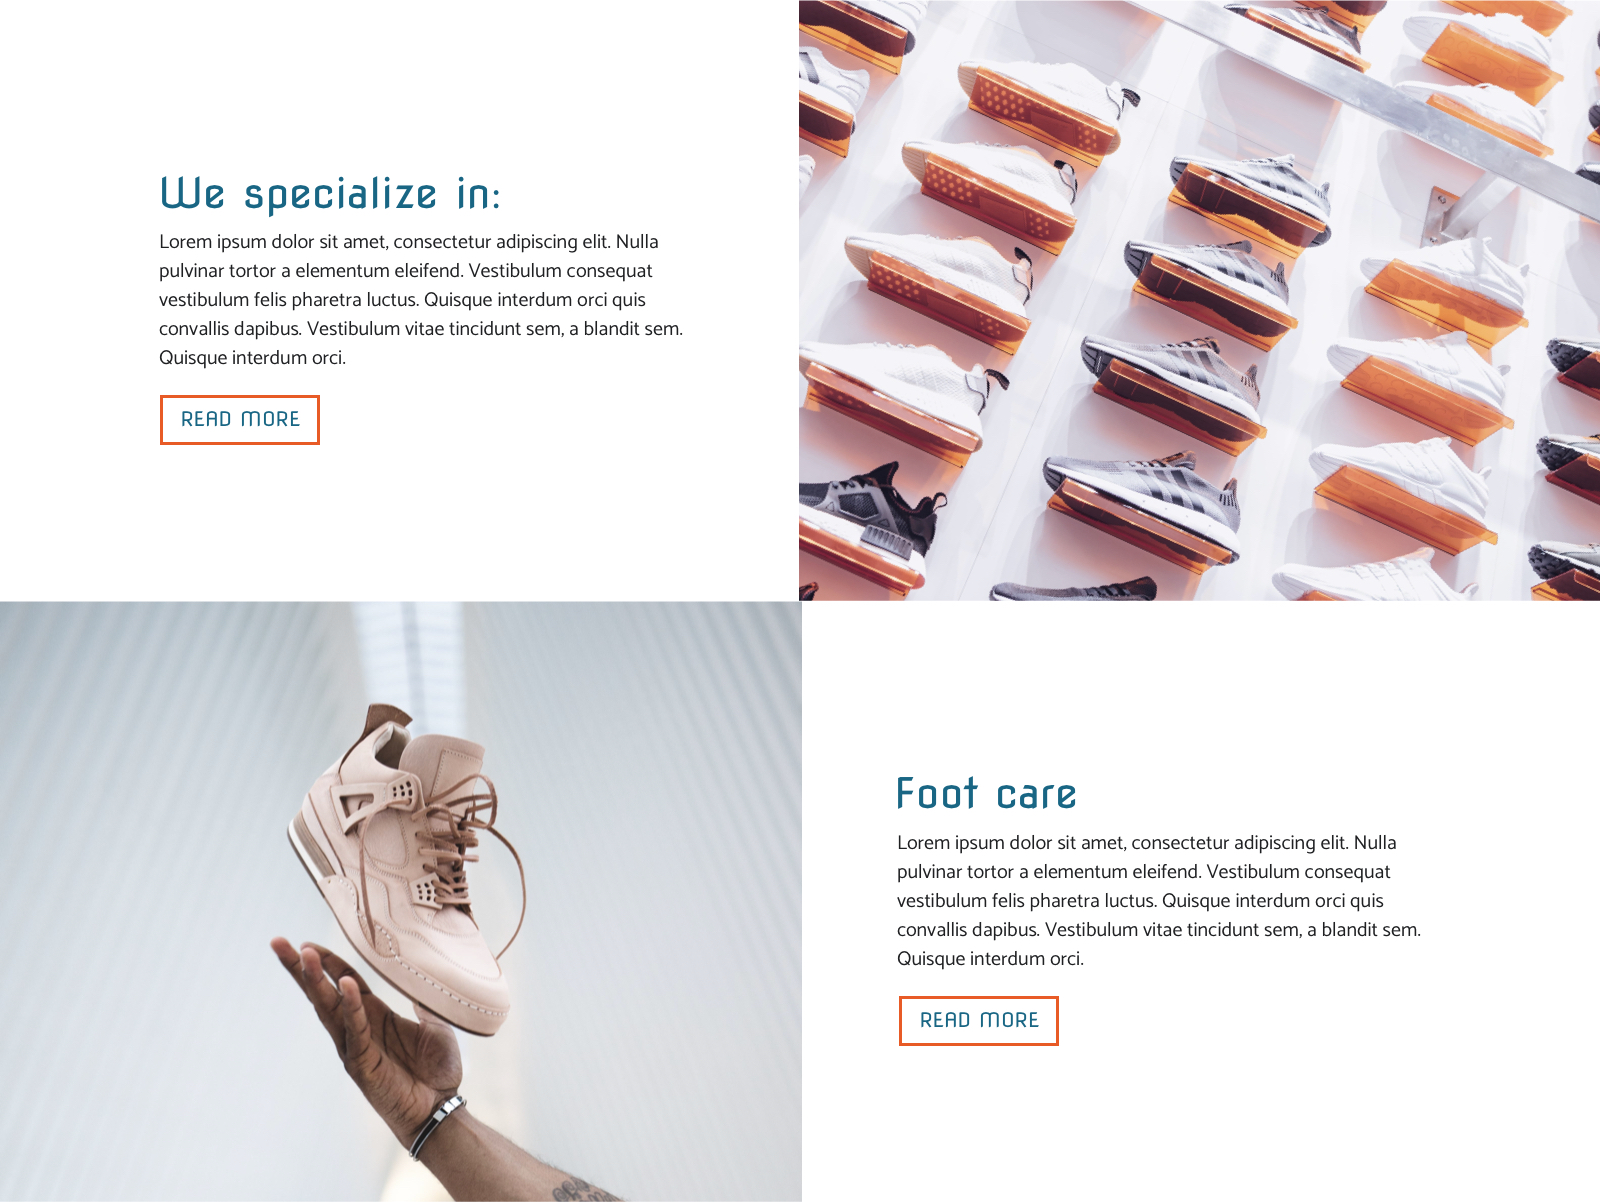 We specialize in:
Lorem ipsum dolor sit amet, consectetur adipiscing elit. Nulla
pulvinar tortor a elementum eleifend. Vestibulum consequat
vestibulum felis pharetra luctus. Quisque interdum orci quis
convallis dapibus. Vestibulum vitae tincidunt sem, a blandit sem.
Quisque interdum orci.
READ MORE
Foot care
Lorem ipsum dolor sit amet, consectetur adipiscing elit. Nulla
pulvinar tortor a elementum eleifend. Vestibulum consequat
vestibulum felis pharetra luctus. Quisque interdum orci quis
convallis dapibus. Vestibulum vitae tincidunt sem, a blandit sem.
Quisque interdum orci.
READ MORE